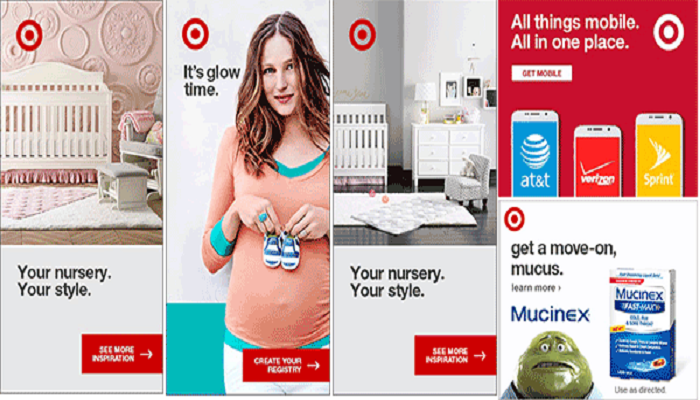 Your nursery.
Your style.
SEE MORE
INSPIRATION
It's glow
time.
CREATE YOUR
REGISTRY
Your nursery.
Your style.
SEE MORE
INSPIRATION
All things mobile.
All in one place.
GET MOBILE
at&t
verizon
Sprint
get a move-on,
mucus.
learn more ›
Mucinex
Mucinex
FAST-MAX
Use as directed.